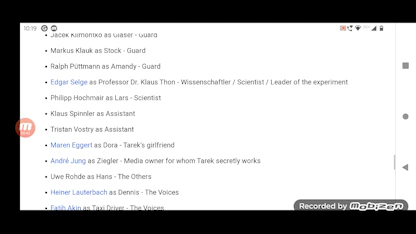 10:19
Jacek Klimontko as Glaser - Guard
Markus Klauk as Stock - Guard
Ralph Püttmann as Amandy - Guard
Edgar Selge as Professor Dr. Klaus Thon - Wissenschaftler / Scientist / Leader of the experiment
Philipp Hochmair as Lars - Scientist
Klaus Spinnler as Assistant
Tristan Vostry as Assistant
Maren Eggert as Dora - Tarek's girlfriend
André Jung as Ziegler - Media owner for whom Tarek secretly works
Uwe Rohde as Hans - The Others
Heiner Lauterbach as Dennis - The Voices
Fatih Akin as Taxi Driver - The Voices
Recorded by Mobizen